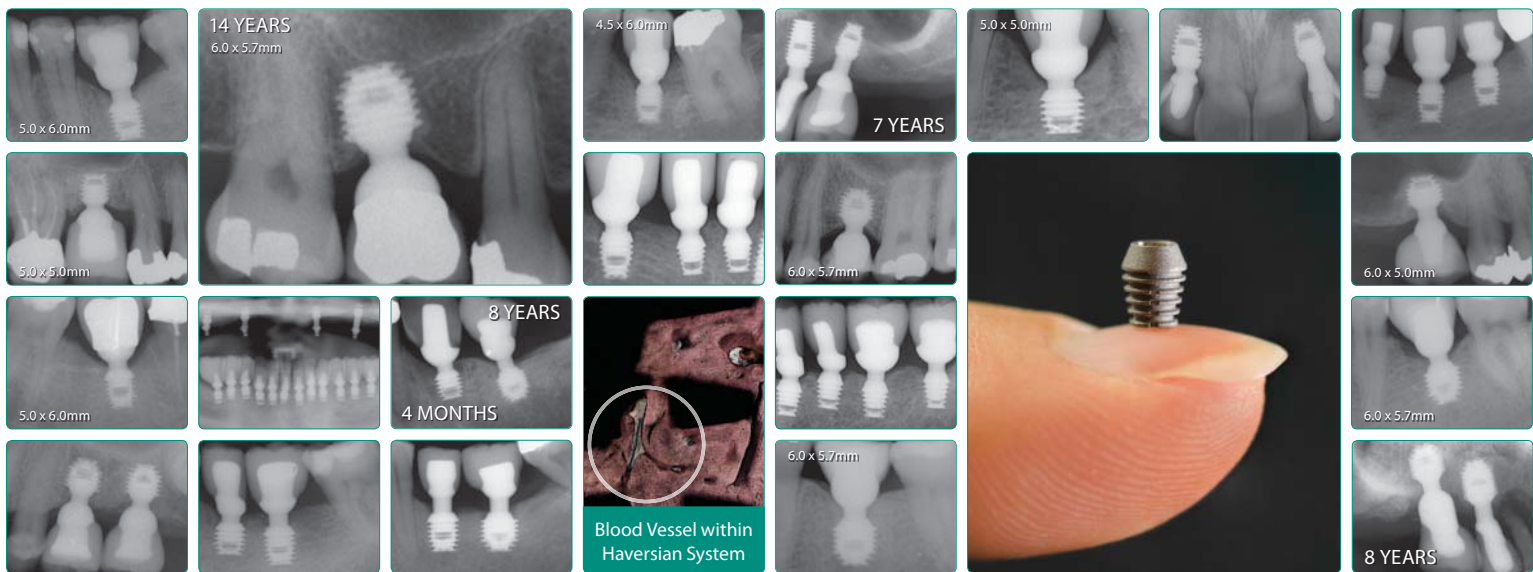 5.0 x 6.0mm
14 YEARS
6.0 x 5.7mm
4.5 x 6.0mm
7 YEARS
5.0 x 5.0mm
5.0 x 5.0mm
6.0 x 5.7mm
6.0 x 5.0mm
5.0 x 6.0mm
8 YEARS
4 MONTHS
6.0 x 5.7mm
Blood Vessel within
Haversian System
6.0 x 5.7mm
8 YEARS